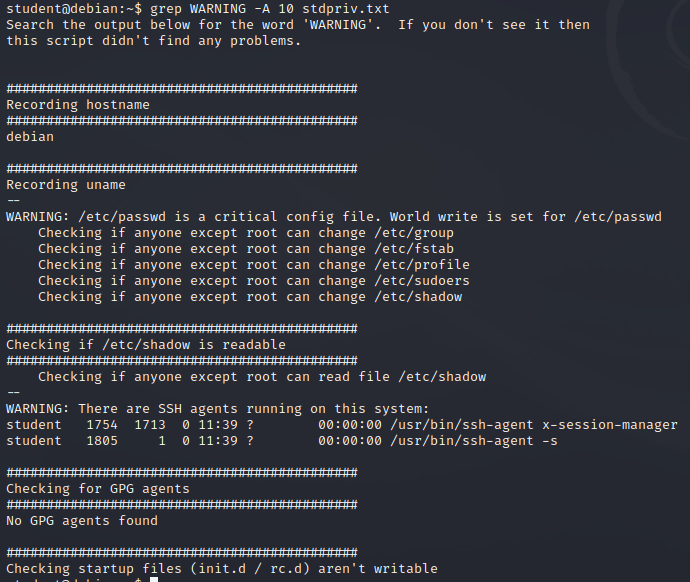 student@debian:~$ grep WARNING -A 10 stdpriv.txt
Search the output below for the word 'WARNING'.  If you don't see it then
this script didn't find any problems.
############################################
Recording hostname
############################################
debian
############################################
Recording uname
--
WARNING: /etc/passwd is a critical config file. World write is set for /etc/passwd
    Checking if anyone except root can change /etc/group
    Checking if anyone except root can change /etc/fstab
    Checking if anyone except root can change /etc/profile
    Checking if anyone except root can change /etc/sudoers
    Checking if anyone except root can change /etc/shadow
############################################
Checking if /etc/shadow is readable
############################################
    Checking if anyone except root can read file /etc/shadow
--
WARNING: There are SSH agents running on this system:
student   1754  1713  0 11:39 ?        00:00:00 /usr/bin/ssh-agent x-session-manager
student   1805     1  0 11:39 ?        00:00:00 /usr/bin/ssh-agent -s
############################################
Checking for GPG agents
############################################
No GPG agents found
############################################
Checking startup files (init.d / rc.d) aren't writable